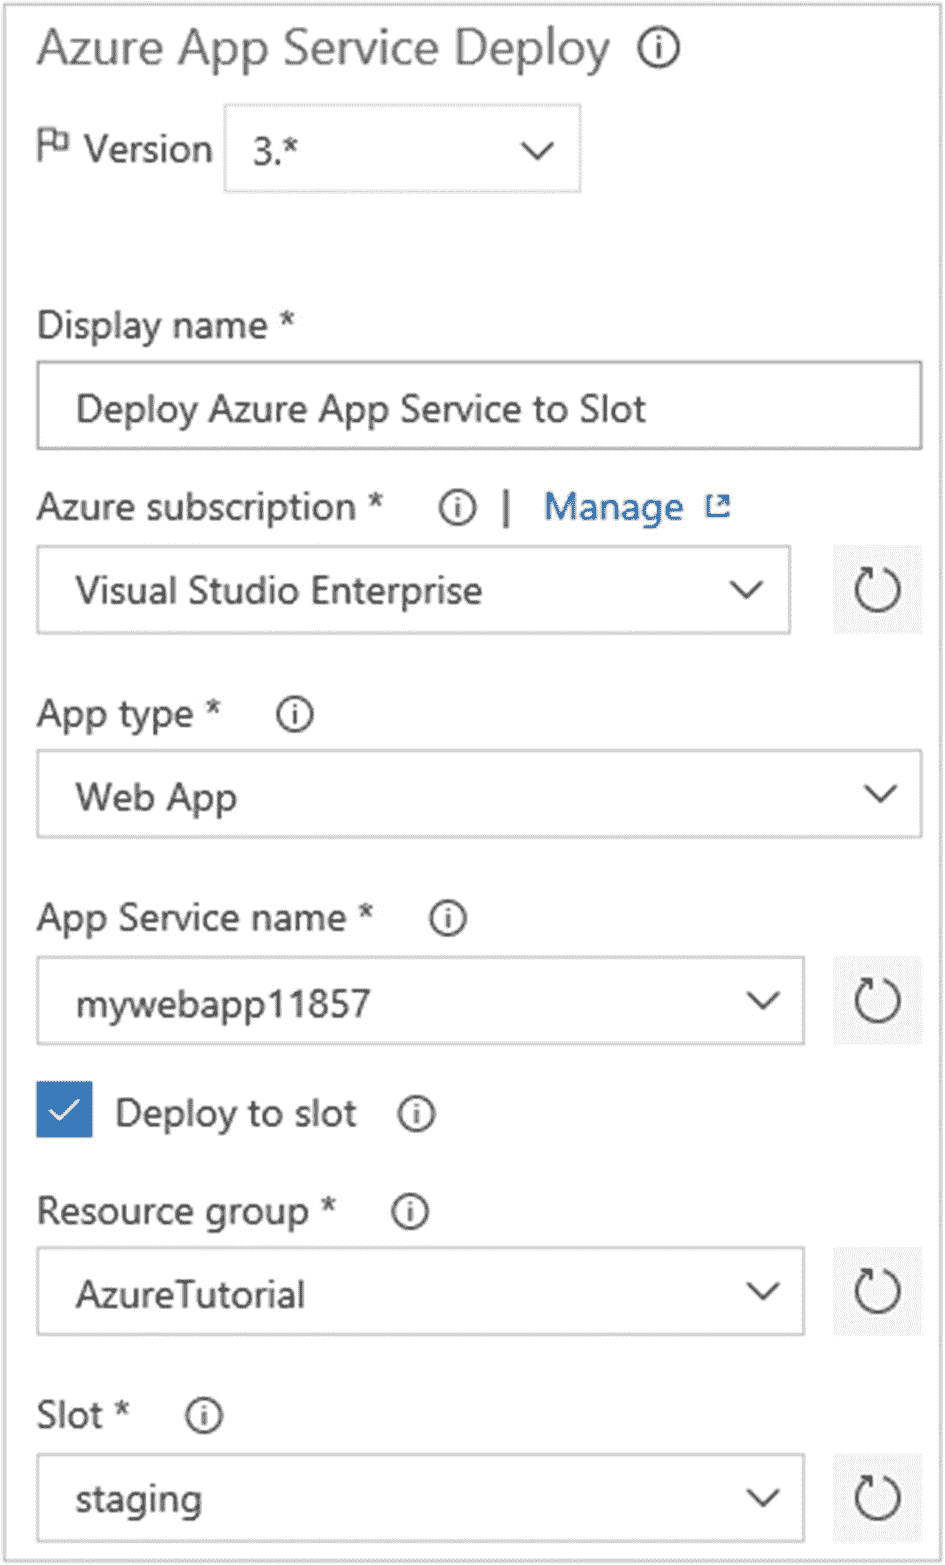 Azure App Service Deploy
Version 3.*
Display name *
Deploy Azure App Service to Slot
Azure subscription * | Manage
Visual Studio Enterprise
App type *
Web App
App Service name *
mywebapp11857
Deploy to slot
Resource group *
AzureTutorial
Slot *
staging